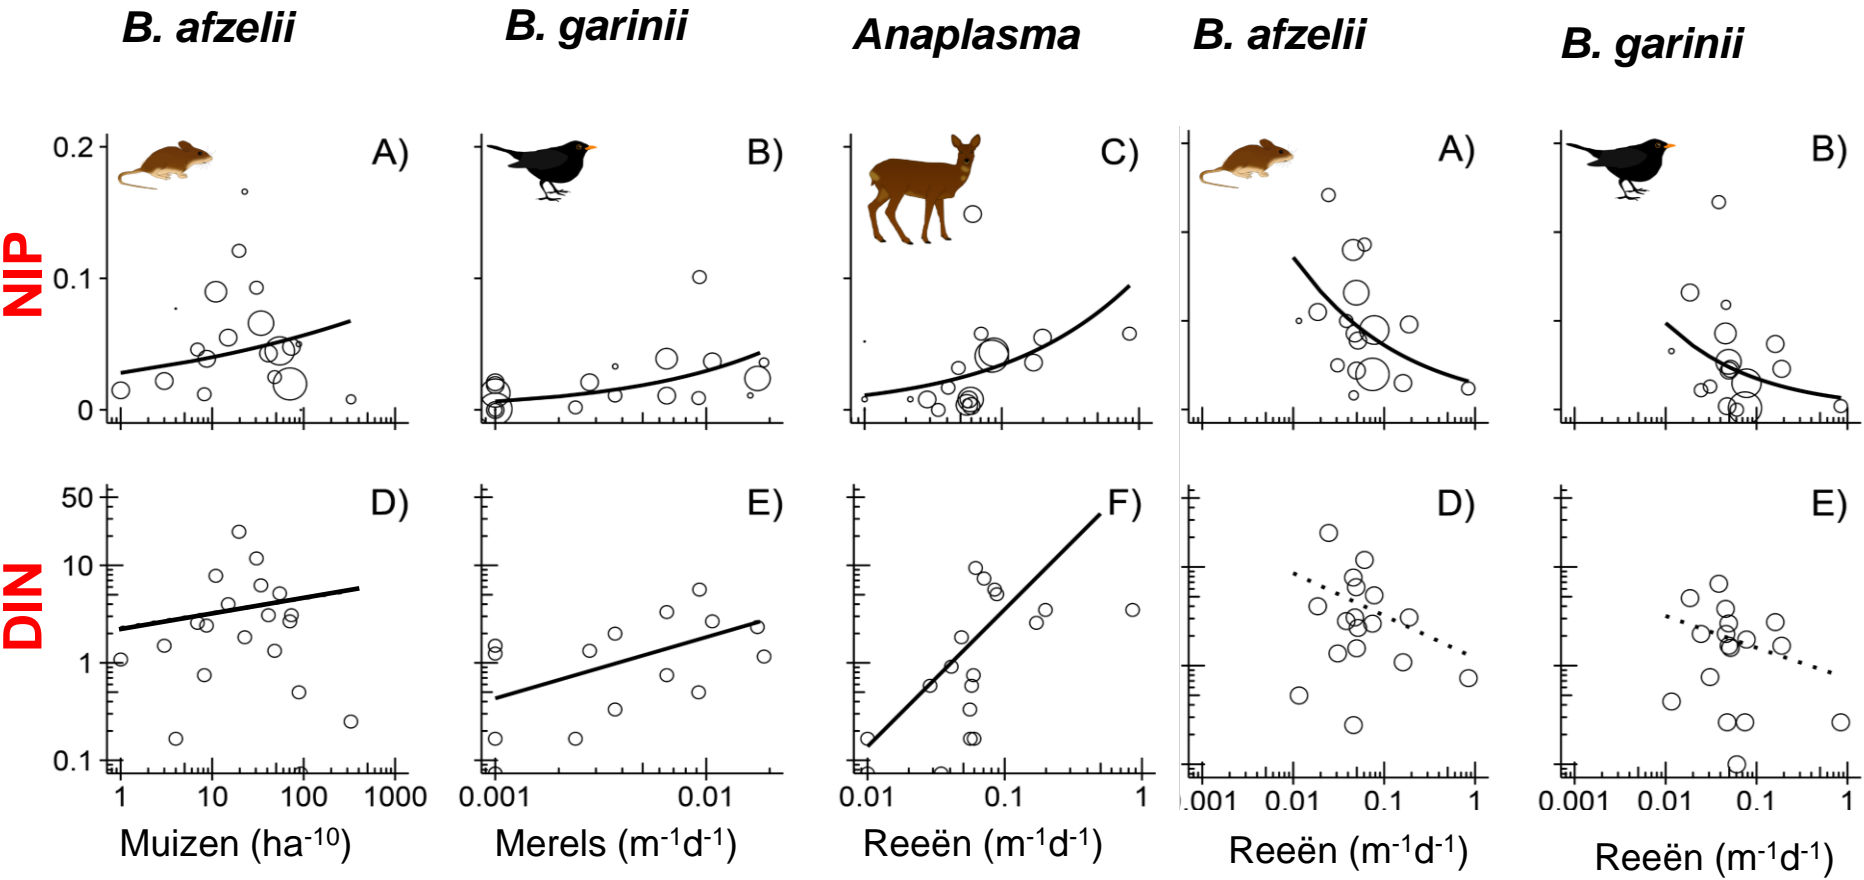 B. afzelii B. garinii Anaplasma B. afzelii B. garinii
NIP
0.2 A) B) C) A) B)
0.1
0
DIN
50 D) E) F) D) E)
10
1
0.1
1 10 100 1000 0.001 0.01 0.01 0.1 1 .001 0.01 0.1 1 0.001 0.01 0.1 1
Muizen (ha⁻¹⁰) Merels (m⁻¹d⁻¹) Reeën (m⁻¹d⁻¹) Reeën (m⁻¹d⁻¹) Reeën (m⁻¹d⁻¹)